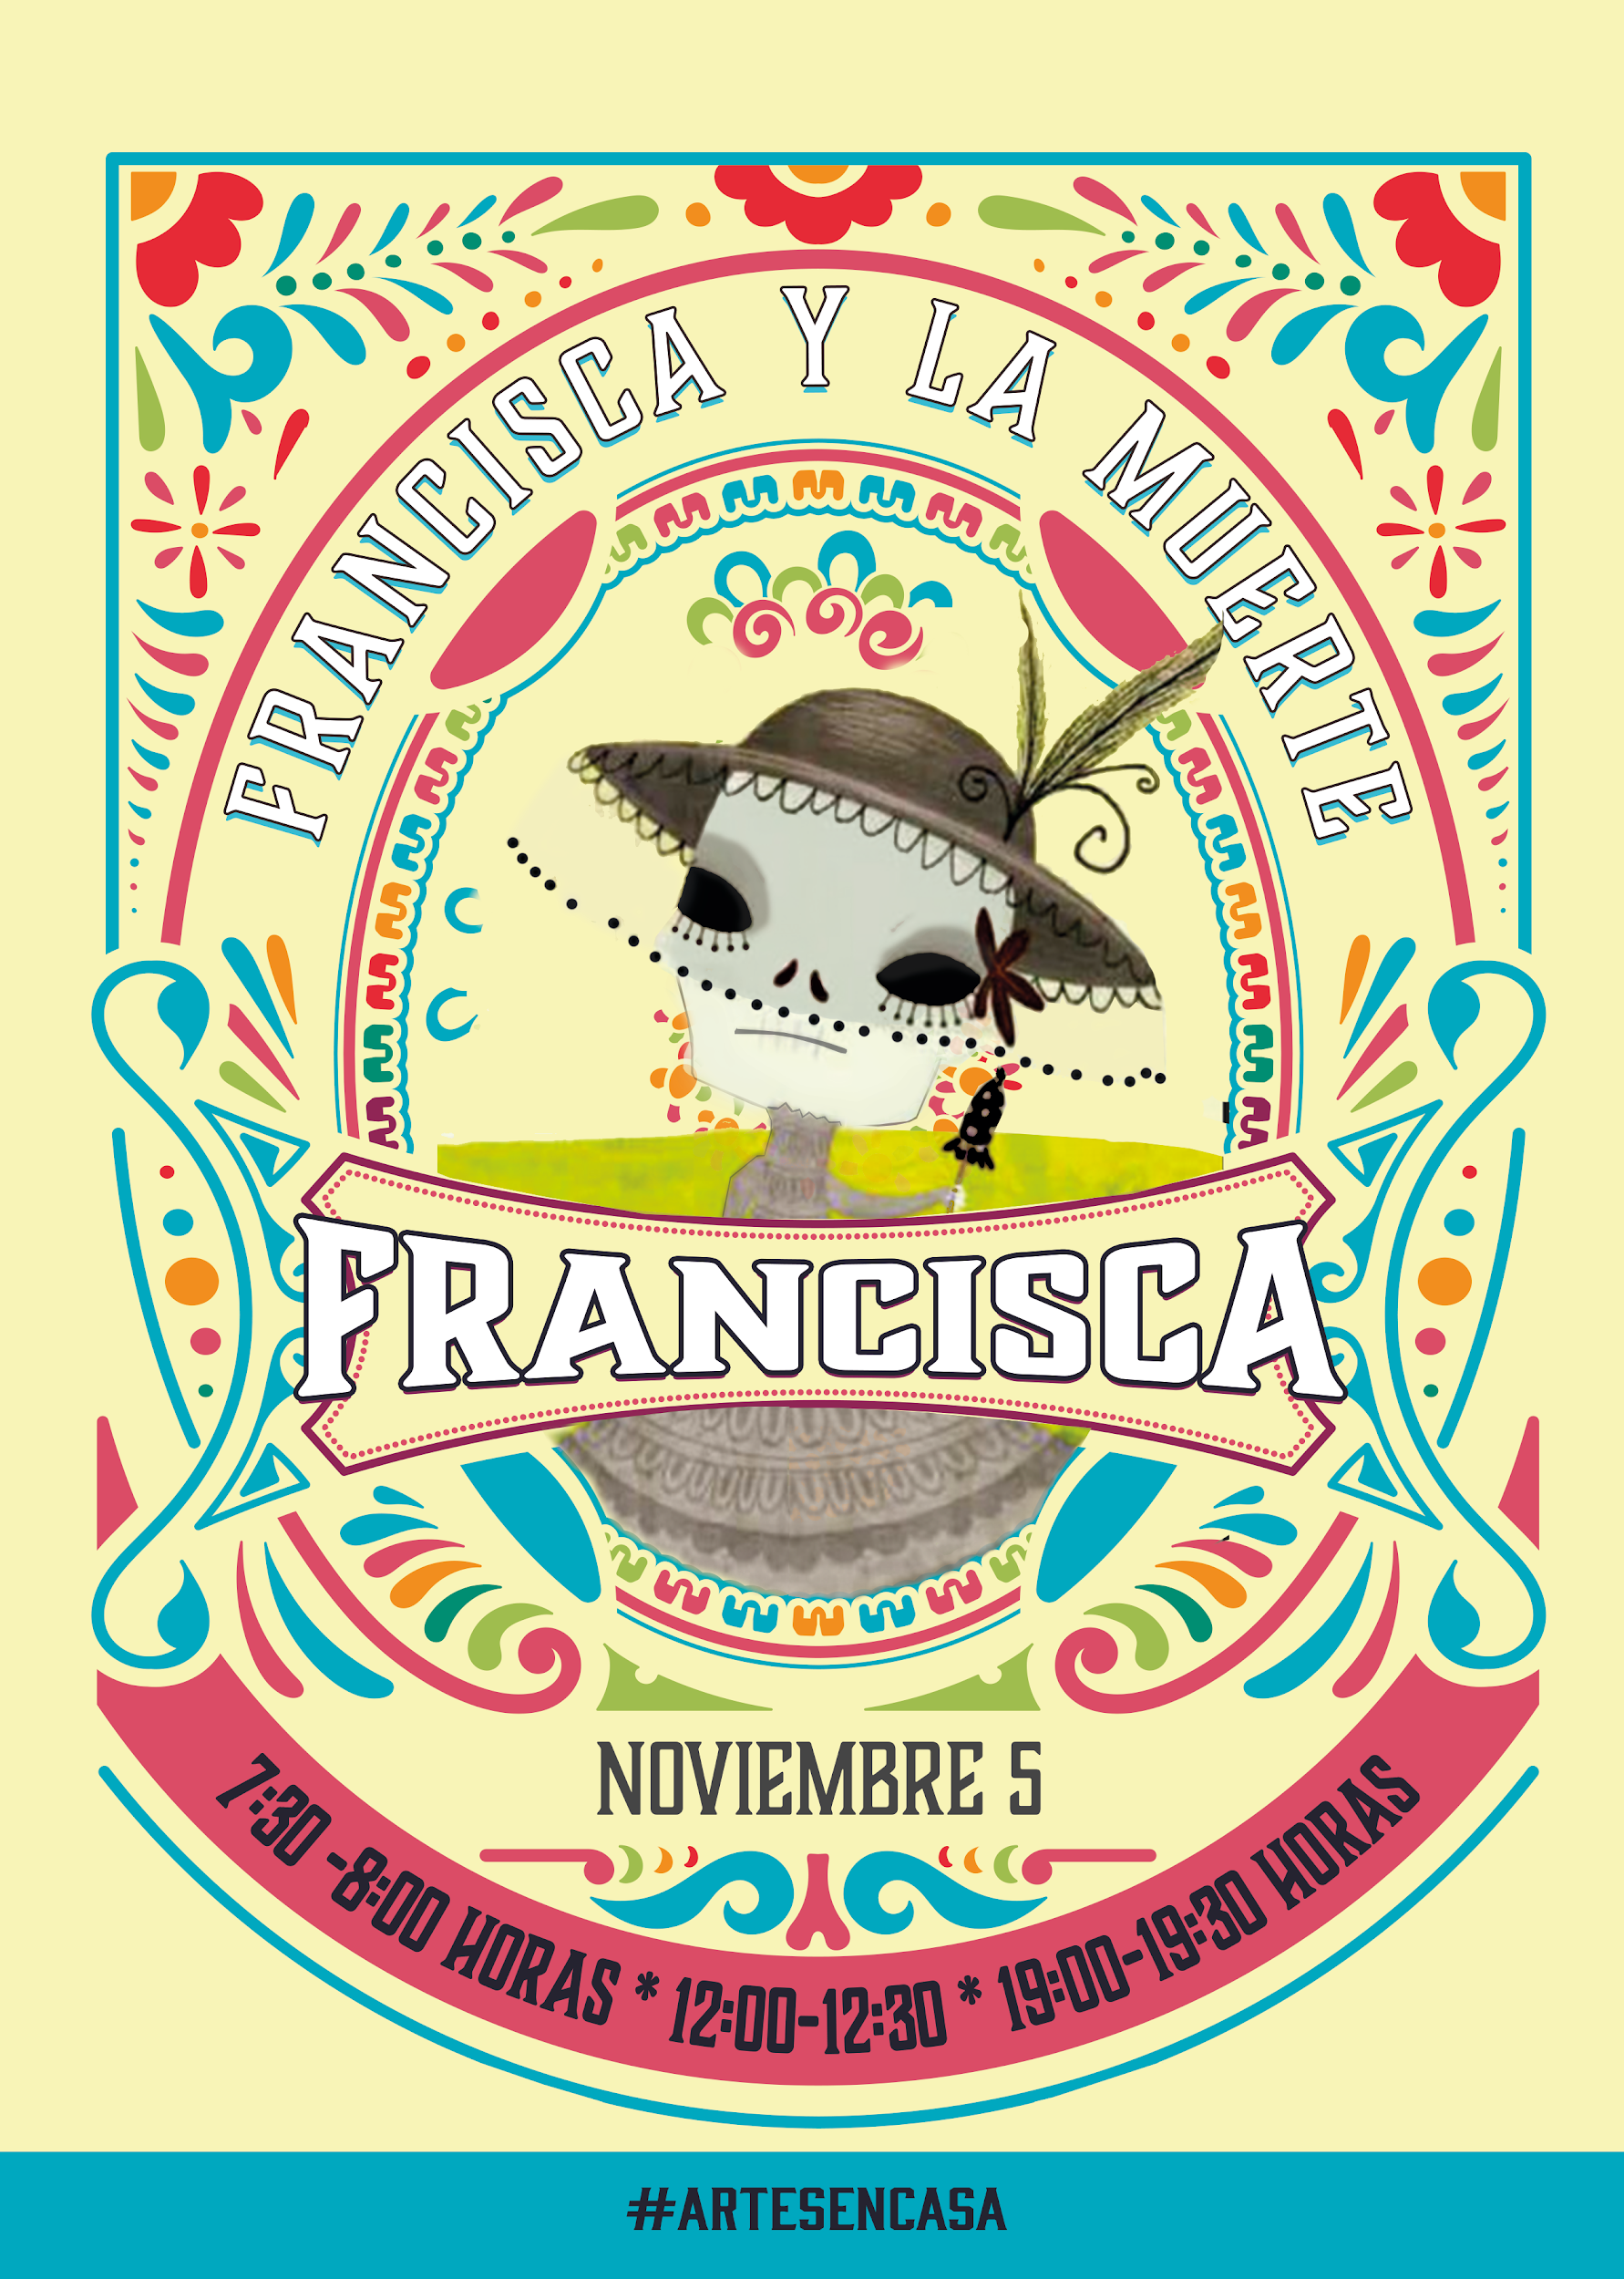 FRANCISCA Y LA MUERTE
FRANCISCA
NOVIEMBRE 5
7:30 -8:00 HORAS * 12:00-12:30 * 19:00-19:30 HORAS
#ARTESENCASA